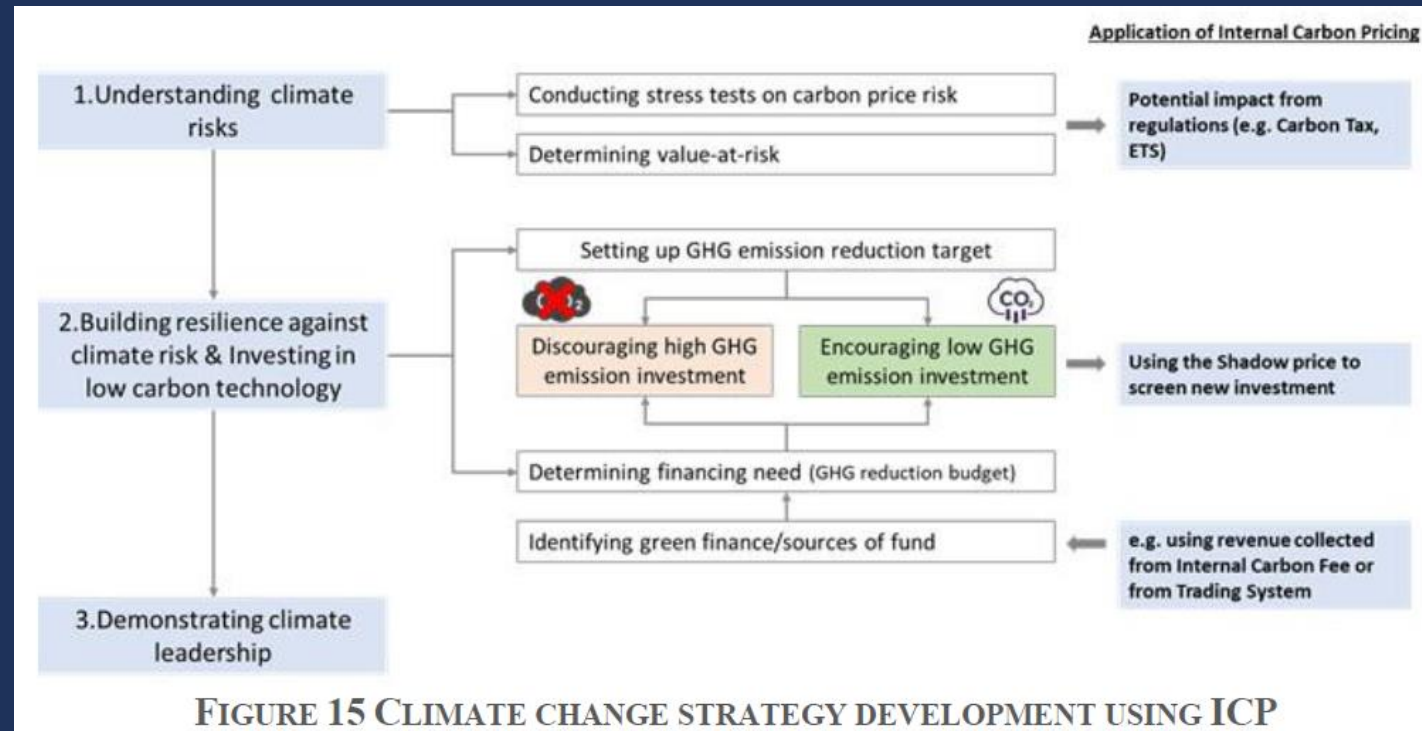 Application of Internal Carbon Pricing
1.Understanding climate
risks
Conducting stress tests on carbon price risk
Determining value-at-risk
Potential impact from
regulations (e.g. Carbon Tax,
ETS)
2.Building resilience against
climate risk & Investing in
low carbon technology
Setting up GHG emission reduction target
CO₂
Discouraging high GHG
emission investment
Encouraging low GHG
emission investment
Using the Shadow price to
screen new investment
Determining financing need (GHG reduction budget)
Identifying green finance/sources of fund
e.g. using revenue collected
from Internal Carbon Fee or
from Trading System
3.Demonstrating climate
leadership
FIGURE 15 CLIMATE CHANGE STRATEGY DEVELOPMENT USING ICP